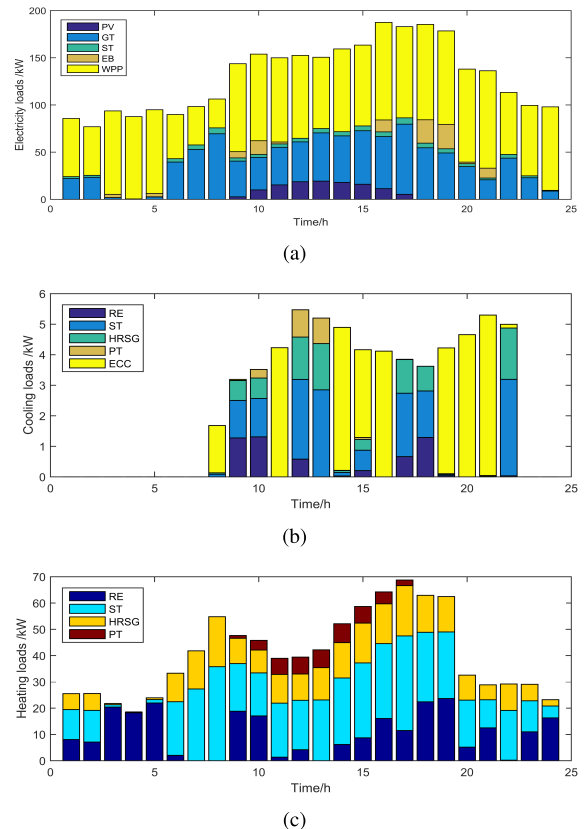 200
150
100
50
0
Electricity loads /kW
PV
GT
ST
EB
WPP
0 5 10 15 20 25
Time/h
(a)
6
5
4
3
2
1
0
Cooling loads /kW
RE
ST
HRSG
PT
ECC
0 5 10 15 20 25
Time/h
(b)
70
60
50
40
30
20
10
0
Heating loads /kW
RE
ST
HRSG
PT
0 5 10 15 20 25
Time/h
(c)